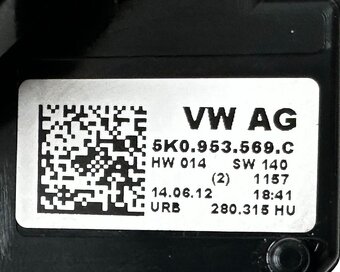 VW AG
5K0.953.569.C
HW 014 SW 140
(2) 1157
14.06.12 18:41
URB 280.315 HU